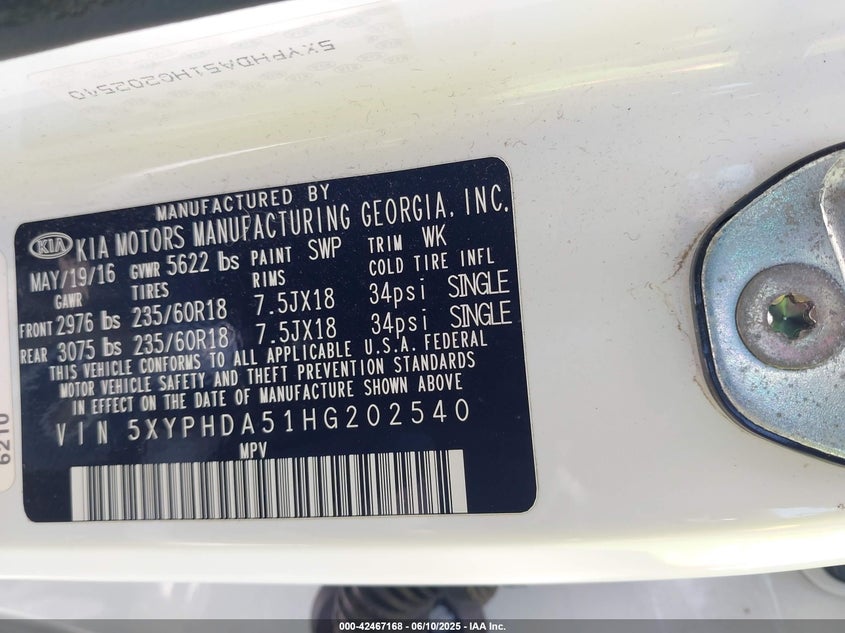 5XYPHDA51HG202540
MANUFACTURED BY
KIA KIA MOTORS MANUFACTURING GEORGIA, INC.
MAY/19/16 GVWR 5622 lbs PAINT SWP TRIM WK
GAWR TIRES RIMS COLD TIRE INFL
FRONT 2976 lbs 235/60R18 7.5JX18 34psi SINGLE
REAR 3075 lbs 235/60R18 7.5JX18 34psi SINGLE
THIS VEHICLE CONFORMS TO ALL APPLICABLE U.S.A. FEDERAL
MOTOR VEHICLE SAFETY AND THEFT PREVENTION STANDARDS
IN EFFECT ON THE DATE OF MANUFACTURE SHOWN ABOVE
VIN 5XYPHDA51HG202540
MPV
6210
000-42467168 - 06/10/2025 - IAA Inc.